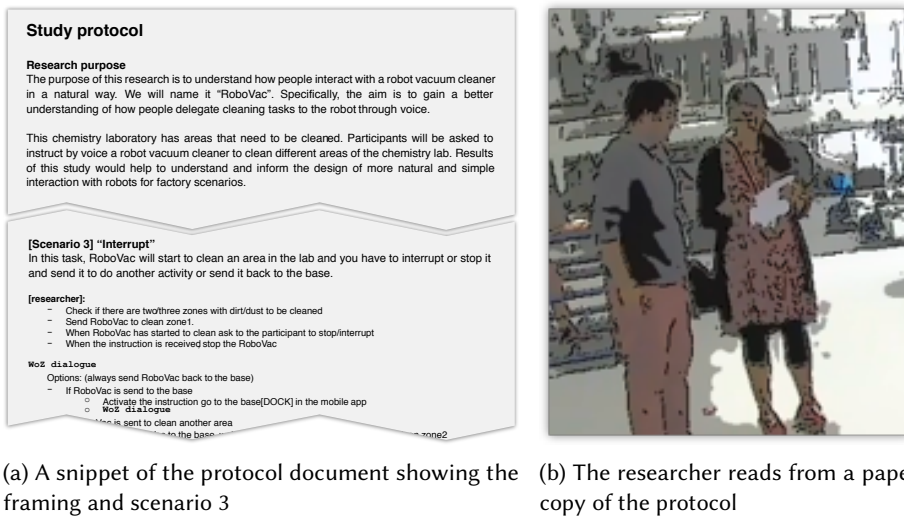 Study protocol
Research purpose
The purpose of this research is to understand how people interact with a robot vacuum cleaner
in a natural way. We will name it “RoboVac”. Specifically, the aim is to gain a better
understanding of how people delegate cleaning tasks to the robot through voice.
This chemistry laboratory has areas that need to be cleaned. Participants will be asked to
instruct by voice a robot vacuum cleaner to clean different areas of the chemistry lab. Results
of this study would help to understand and inform the design of more natural and simple
interaction with robots for factory scenarios.
[Scenario 3] “Interrupt”
In this task, RoboVac will start to clean an area in the lab and you have to interrupt or stop it
and send it to do another activity or send it back to the base.
[researcher]:
- Check if there are two/three zones with dirt/dust to be cleaned
- Send RoboVac to clean zone1.
- When RoboVac has started to clean ask to the participant to stop/interrupt
- When the instruction is received stop the RoboVac
WoZ dialogue
Options: (always send RoboVac back to the base)
- If RoboVac is send to the base
○ Activate the instruction go to the base[DOCK] in the mobile app
○ WoZ dialogue
is sent to clean another area
to the base
zone2
(a) A snippet of the protocol document showing the
framing and scenario 3
(b) The researcher reads from a pape
copy of the protocol